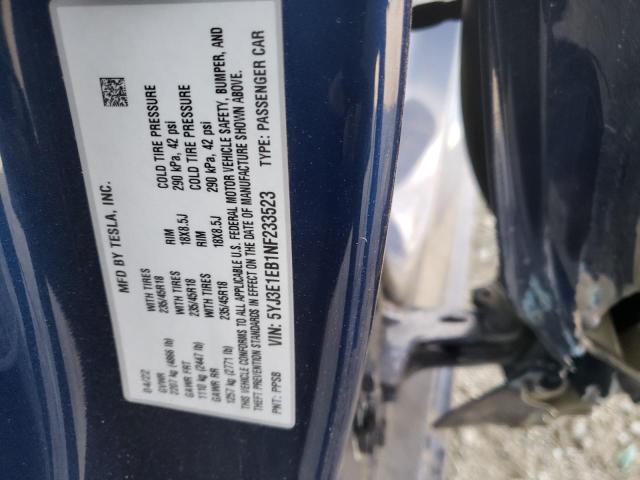 MFD BY TESLA, INC.
04/22
GVWR WITH TIRES RIM COLD TIRE PRESSURE
2207 kg (4866 lb) 235/45R18 18X8.5J 290 kPa, 42 psi
GAWR FRT WITH TIRES RIM COLD TIRE PRESSURE
1110 kg (2447 lb) 235/45R18 18X8.5J 290 kPa, 42 psi
GAWR RR
1257 kg (2771 lb) 235/45R18
THIS VEHICLE CONFORMS TO ALL APPLICABLE U.S. FEDERAL MOTOR VEHICLE SAFETY, BUMPER, AND
THEFT PREVENTION STANDARDS IN EFFECT ON THE DATE OF MANUFACTURE SHOWN ABOVE.
VIN: 5YJ3E1EB1NF233523 TYPE: PASSENGER CAR
PNT: PPSB